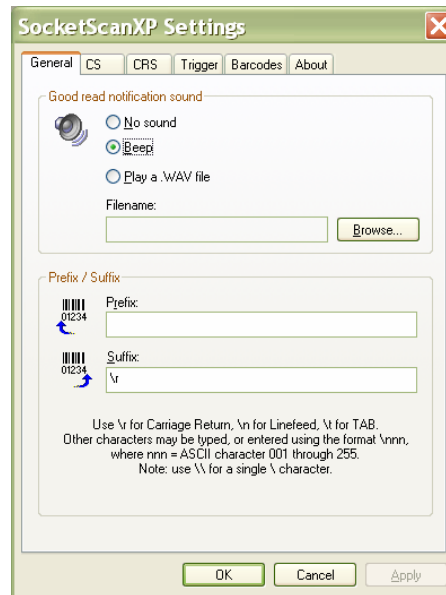 SocketScanXP Settings
General CS CRS Trigger Barcodes About
Good read notification sound
No sound
Beep
Play a .WAV file
Filename:
Browse...
Prefix / Suffix
01234
Prefix:
01234
Suffix:
\r
Use \r for Carriage Return, \n for Linefeed, \t for TAB.
Other characters may be typed, or entered using the format \nnn,
where nnn = ASCII character 001 through 255.
Note: use \\ for a single \ character.
OK Cancel Apply